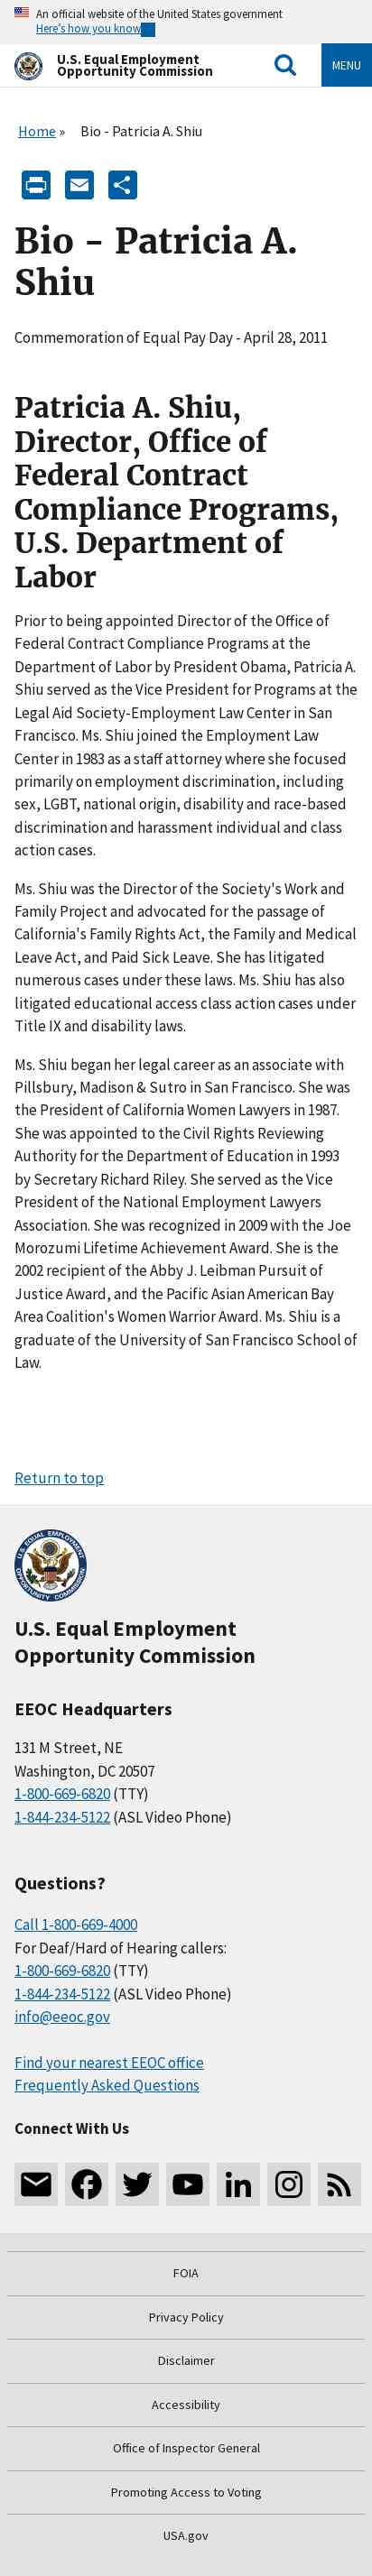 An official website of the United States government
Here's how you know
U.S. Equal Employment
Opportunity Commission
MENU
Home » Bio - Patricia A. Shiu
Bio - Patricia A.
Shiu
Commemoration of Equal Pay Day - April 28, 2011
Patricia A. Shiu,
Director, Office of
Federal Contract
Compliance Programs,
U.S. Department of
Labor
Prior to being appointed Director of the Office of
Federal Contract Compliance Programs at the
Department of Labor by President Obama, Patricia A.
Shiu served as the Vice President for Programs at the
Legal Aid Society-Employment Law Center in San
Francisco. Ms. Shiu joined the Employment Law
Center in 1983 as a staff attorney where she focused
primarily on employment discrimination, including
sex, LGBT, national origin, disability and race-based
discrimination and harassment individual and class
action cases.
Ms. Shiu was the Director of the Society's Work and
Family Project and advocated for the passage of
California's Family Rights Act, the Family and Medical
Leave Act, and Paid Sick Leave. She has litigated
numerous cases under these laws. Ms. Shiu has also
litigated educational access class action cases under
Title IX and disability laws.
Ms. Shiu began her legal career as an associate with
Pillsbury, Madison & Sutro in San Francisco. She was
the President of California Women Lawyers in 1987.
She was appointed to the Civil Rights Reviewing
Authority for the Department of Education in 1993
by Secretary Richard Riley. She served as the Vice
President of the National Employment Lawyers
Association. She was recognized in 2009 with the Joe
Morozumi Lifetime Achievement Award. She is the
2002 recipient of the Abby J. Leibman Pursuit of
Justice Award, and the Pacific Asian American Bay
Area Coalition's Women Warrior Award. Ms. Shiu is a
graduate of the University of San Francisco School of
Law.
Return to top
U.S. EQUAL EMPLOYMENT OPPORTUNITY COMMISSION
U.S. Equal Employment
Opportunity Commission
EEOC Headquarters
131 M Street, NE
Washington, DC 20507
1-800-669-6820 (TTY)
1-844-234-5122 (ASL Video Phone)
Questions?
Call 1-800-669-4000
For Deaf/Hard of Hearing callers:
1-800-669-6820 (TTY)
1-844-234-5122 (ASL Video Phone)
info@eeoc.gov
Find your nearest EEOC office
Frequently Asked Questions
Connect With Us
FOIA
Privacy Policy
Disclaimer
Accessibility
Office of Inspector General
Promoting Access to Voting
USA.gov